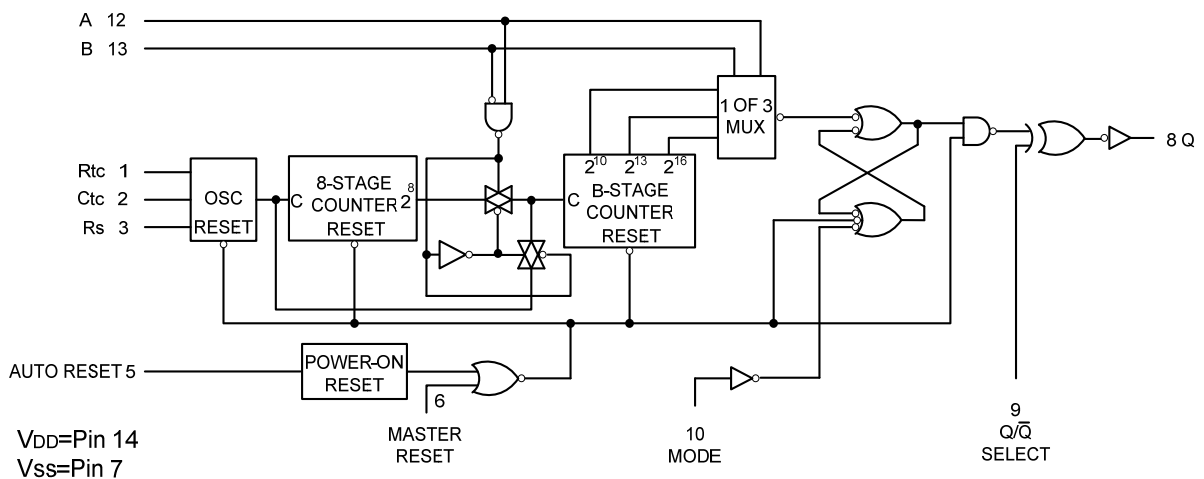 A 12
B 13
1 OF 3
MUX
2^10 2^13 2^16
Rtc 1
Ctc 2
Rs 3
OSC
RESET
C
8-STAGE
COUNTER
RESET
2^8
C
B-STAGE
COUNTER
RESET
8 Q
AUTO RESET 5
POWER-ON
RESET
6
MASTER
RESET
10
MODE
9
Q/Q̅
SELECT
VDD=Pin 14
Vss=Pin 7